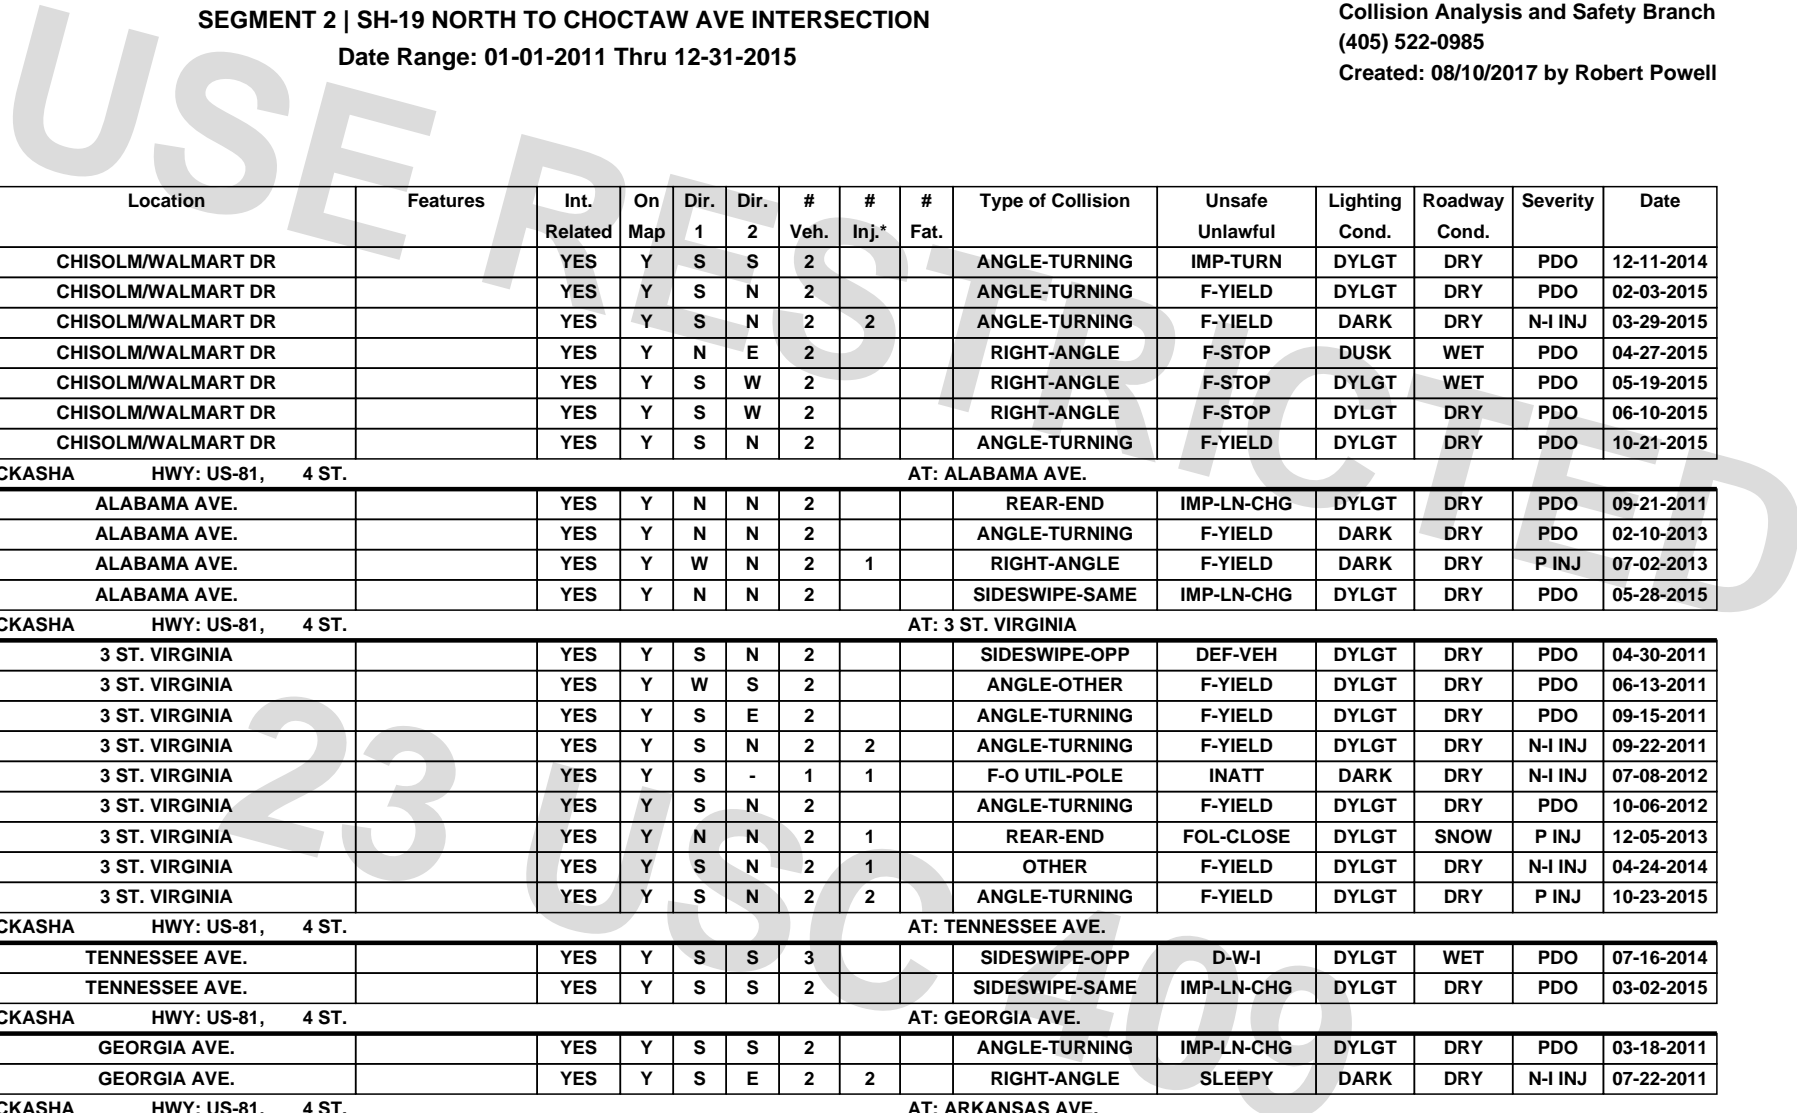 SEGMENT 2 | SH-19 NORTH TO CHOCTAW AVE INTERSECTION
Date Range: 01-01-2011 Thru 12-31-2015
Collision Analysis and Safety Branch
(405) 522-0985
Created: 08/10/2017 by Robert Powell
USE RESTRICTED
23 USC 409
Location Features Int. On Dir. Dir. # # # Type of Collision Unsafe Lighting Roadway Severity Date
Related Map 1 2 Veh. Inj.* Fat. Unlawful Cond. Cond.
CHISOLM/WALMART DR YES Y S S 2 ANGLE-TURNING IMP-TURN DYLGT DRY PDO 12-11-2014
CHISOLM/WALMART DR YES Y S N 2 ANGLE-TURNING F-YIELD DYLGT DRY PDO 02-03-2015
CHISOLM/WALMART DR YES Y S N 2 2 ANGLE-TURNING F-YIELD DARK DRY N-I INJ 03-29-2015
CHISOLM/WALMART DR YES Y N E 2 RIGHT-ANGLE F-STOP DUSK WET PDO 04-27-2015
CHISOLM/WALMART DR YES Y S W 2 RIGHT-ANGLE F-STOP DYLGT WET PDO 05-19-2015
CHISOLM/WALMART DR YES Y S W 2 RIGHT-ANGLE F-STOP DYLGT DRY PDO 06-10-2015
CHISOLM/WALMART DR YES Y S N 2 ANGLE-TURNING F-YIELD DYLGT DRY PDO 10-21-2015
CKASHA HWY: US-81, 4 ST. AT: ALABAMA AVE.
ALABAMA AVE. YES Y N N 2 REAR-END IMP-LN-CHG DYLGT DRY PDO 09-21-2011
ALABAMA AVE. YES Y N N 2 ANGLE-TURNING F-YIELD DARK DRY PDO 02-10-2013
ALABAMA AVE. YES Y W N 2 1 RIGHT-ANGLE F-YIELD DARK DRY P INJ 07-02-2013
ALABAMA AVE. YES Y N N 2 SIDESWIPE-SAME IMP-LN-CHG DYLGT DRY PDO 05-28-2015
CKASHA HWY: US-81, 4 ST. AT: 3 ST. VIRGINIA
3 ST. VIRGINIA YES Y S N 2 SIDESWIPE-OPP DEF-VEH DYLGT DRY PDO 04-30-2011
3 ST. VIRGINIA YES Y W S 2 ANGLE-OTHER F-YIELD DYLGT DRY PDO 06-13-2011
3 ST. VIRGINIA YES Y S E 2 ANGLE-TURNING F-YIELD DYLGT DRY PDO 09-15-2011
3 ST. VIRGINIA YES Y S N 2 2 ANGLE-TURNING F-YIELD DYLGT DRY N-I INJ 09-22-2011
3 ST. VIRGINIA YES Y S - 1 1 F-O UTIL-POLE INATT DARK DRY N-I INJ 07-08-2012
3 ST. VIRGINIA YES Y S N 2 ANGLE-TURNING F-YIELD DYLGT DRY PDO 10-06-2012
3 ST. VIRGINIA YES Y N N 2 1 REAR-END FOL-CLOSE DYLGT SNOW P INJ 12-05-2013
3 ST. VIRGINIA YES Y S N 2 1 OTHER F-YIELD DYLGT DRY N-I INJ 04-24-2014
3 ST. VIRGINIA YES Y S N 2 2 ANGLE-TURNING F-YIELD DYLGT DRY P INJ 10-23-2015
CKASHA HWY: US-81, 4 ST. AT: TENNESSEE AVE.
TENNESSEE AVE. YES Y S S 3 SIDESWIPE-OPP D-W-I DYLGT WET PDO 07-16-2014
TENNESSEE AVE. YES Y S S 2 SIDESWIPE-SAME IMP-LN-CHG DYLGT DRY PDO 03-02-2015
CKASHA HWY: US-81, 4 ST. AT: GEORGIA AVE.
GEORGIA AVE. YES Y S S 2 ANGLE-TURNING IMP-LN-CHG DYLGT DRY PDO 03-18-2011
GEORGIA AVE. YES Y S E 2 2 RIGHT-ANGLE SLEEPY DARK DRY N-I INJ 07-22-2011
CKASHA HWY: US-81, 4 ST. AT: ARKANSAS AVE.